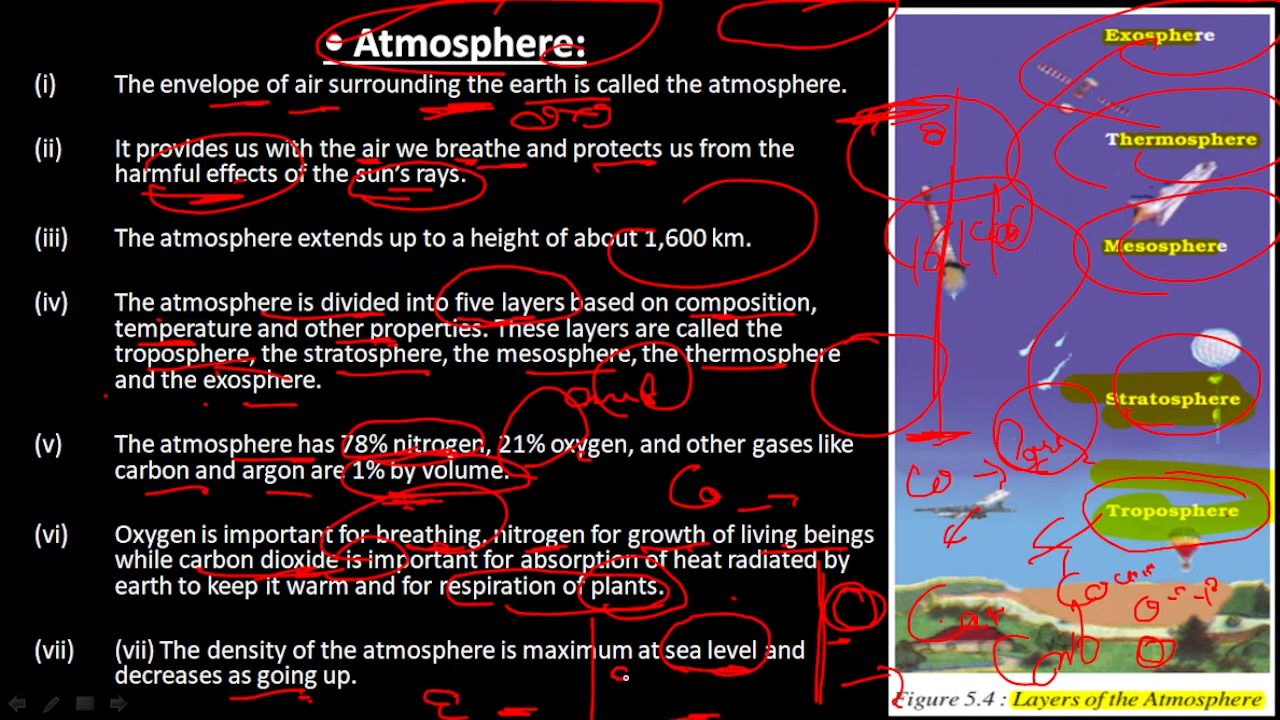 • Atmosphere:
(i) The envelope of air surrounding the earth is called the atmosphere.
(ii) It provides us with the air we breathe and protects us from the
harmful effects of the sun's rays.
(iii) The atmosphere extends up to a height of about 1,600 km.
(iv) The atmosphere is divided into five layers based on composition,
temperature and other properties. These layers are called the
troposphere, the stratosphere, the mesosphere, the thermosphere
and the exosphere.
(v) The atmosphere has 78% nitrogen, 21% oxygen, and other gases like
carbon and argon are 1% by volume.
(vi) Oxygen is important for breathing. nitrogen for growth of living beings
while carbon dioxide is important for absorption of heat radiated by
earth to keep it warm and for respiration of plants.
(vii) (vii) The density of the atmosphere is maximum at sea level and
decreases as going up.
Exosphere
Thermosphere
Mesosphere
Stratosphere
Troposphere
Figure 5.4 : Layers of the Atmosphere